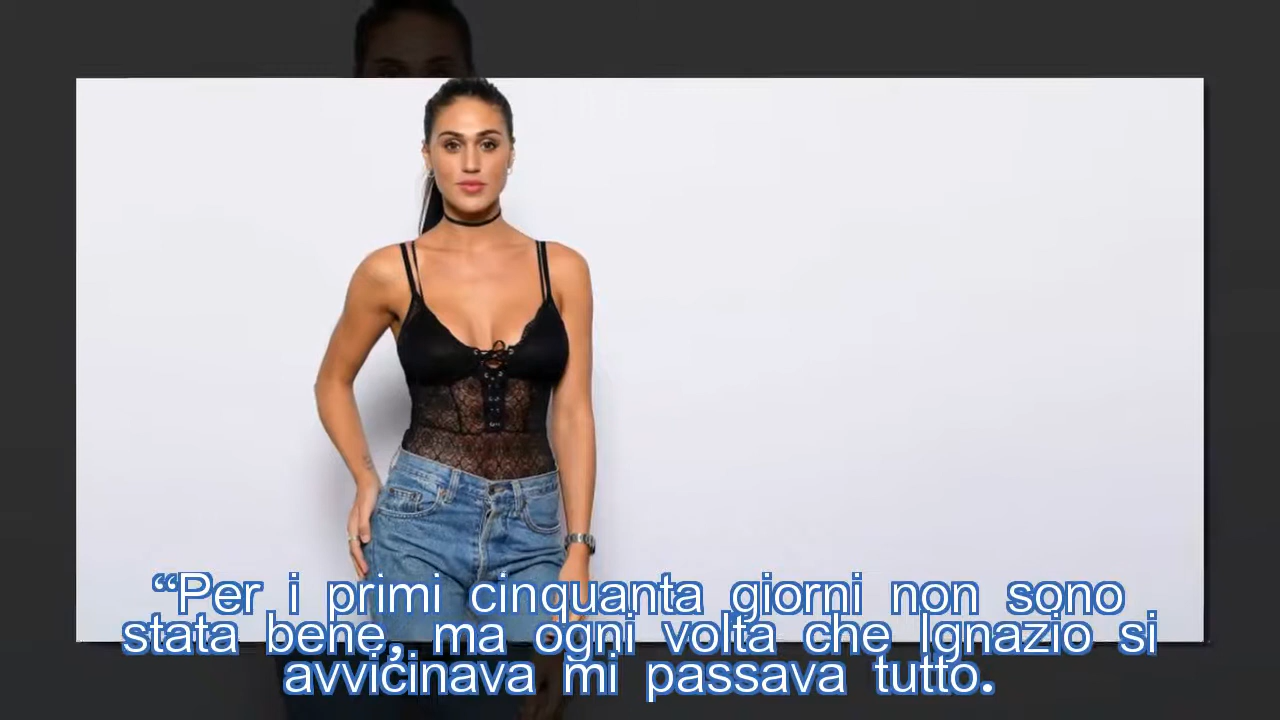 “Per i primi cinquanta giorni non sono
stata bene, ma ogni volta che Ignazio si
avvicinava mi passava tutto.